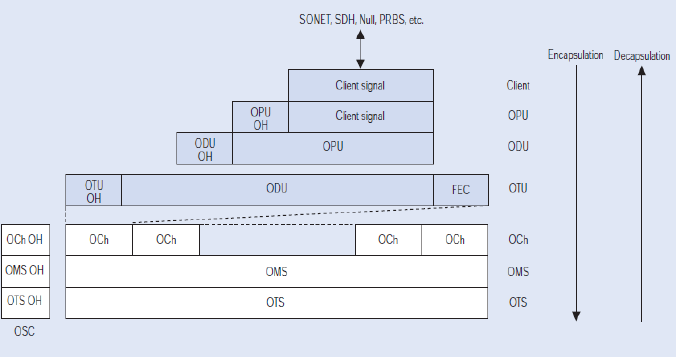 SONET, SDH, Null, PRBS, etc.
Encapsulation Decapsulation
Client signal Client
OPU OH Client signal OPU
ODU OH OPU ODU
OTU OH ODU FEC OTU
OCh OH OCh OCh OCh OCh OCh
OMS OH OMS OMS
OTS OH OTS OTS
OSC